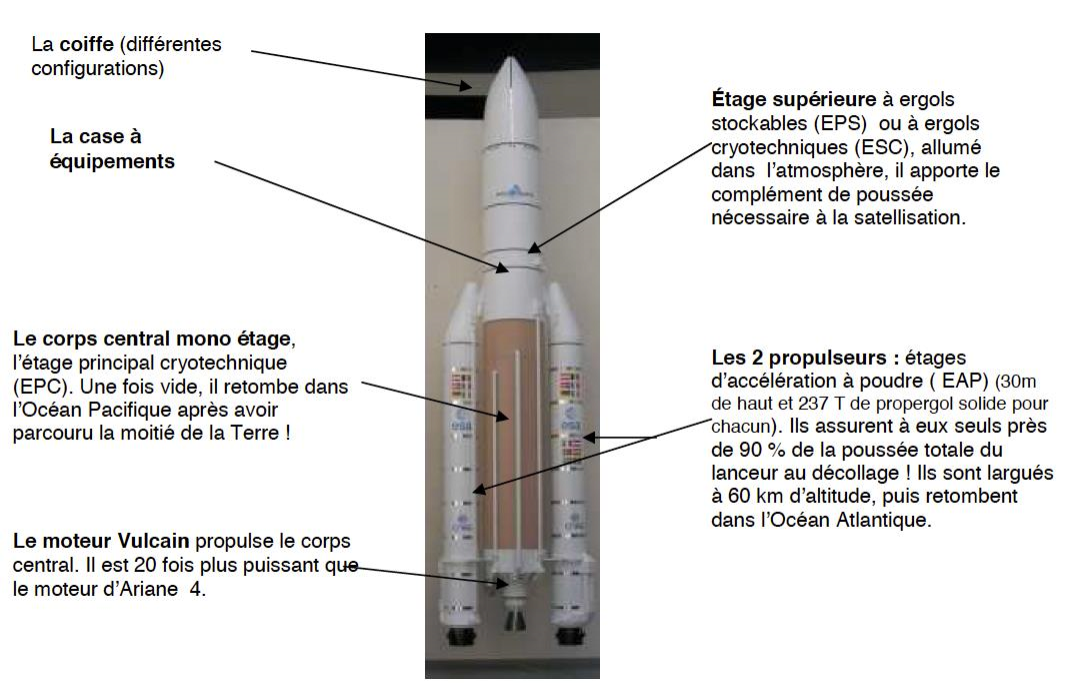 La coiffe (différentes
configurations)
La case à
équipements
Étage supérieure à ergols
stockables (EPS) ou à ergols
cryotechniques (ESC), allumé
dans l’atmosphère, il apporte le
complément de poussée
nécessaire à la satellisation.
Le corps central mono étage,
l’étage principal cryotechnique
(EPC). Une fois vide, il retombe dans
l’Océan Pacifique après avoir
parcouru la moitié de la Terre !
Les 2 propulseurs : étages
d’accélération à poudre ( EAP) (30m
de haut et 237 T de propergol solide pour
chacun). Ils assurent à eux seuls près
de 90 % de la poussée totale du
lanceur au décollage ! Ils sont largués
à 60 km d’altitude, puis retombent
dans l’Océan Atlantique.
Le moteur Vulcain propulse le corps
central. Il est 20 fois plus puissant que
le moteur d’Ariane 4.
esa
esa